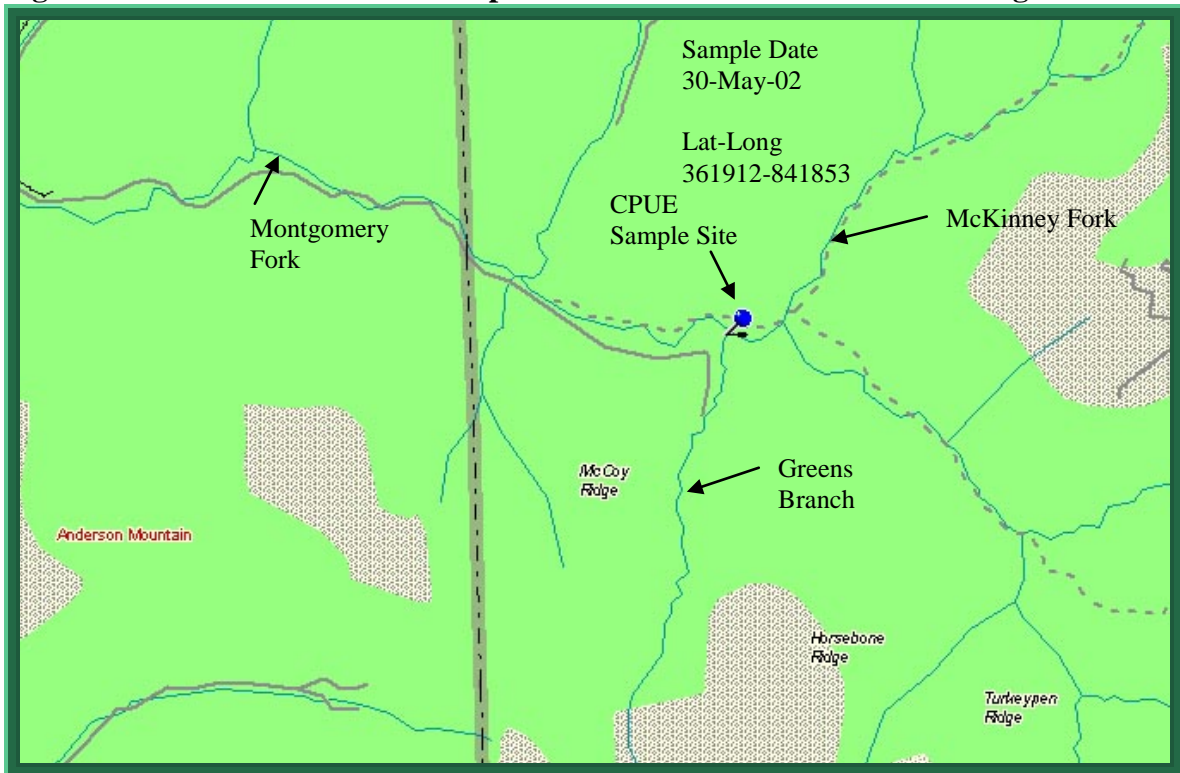 Sample Date
30-May-02
Lat-Long
361912-841853
CPUE
Sample Site
McKinney Fork
Montgomery
Fork
McCoy
Ridge
Greens
Branch
Anderson Mountain
Horsebone
Ridge
Turkeypen
Ridge